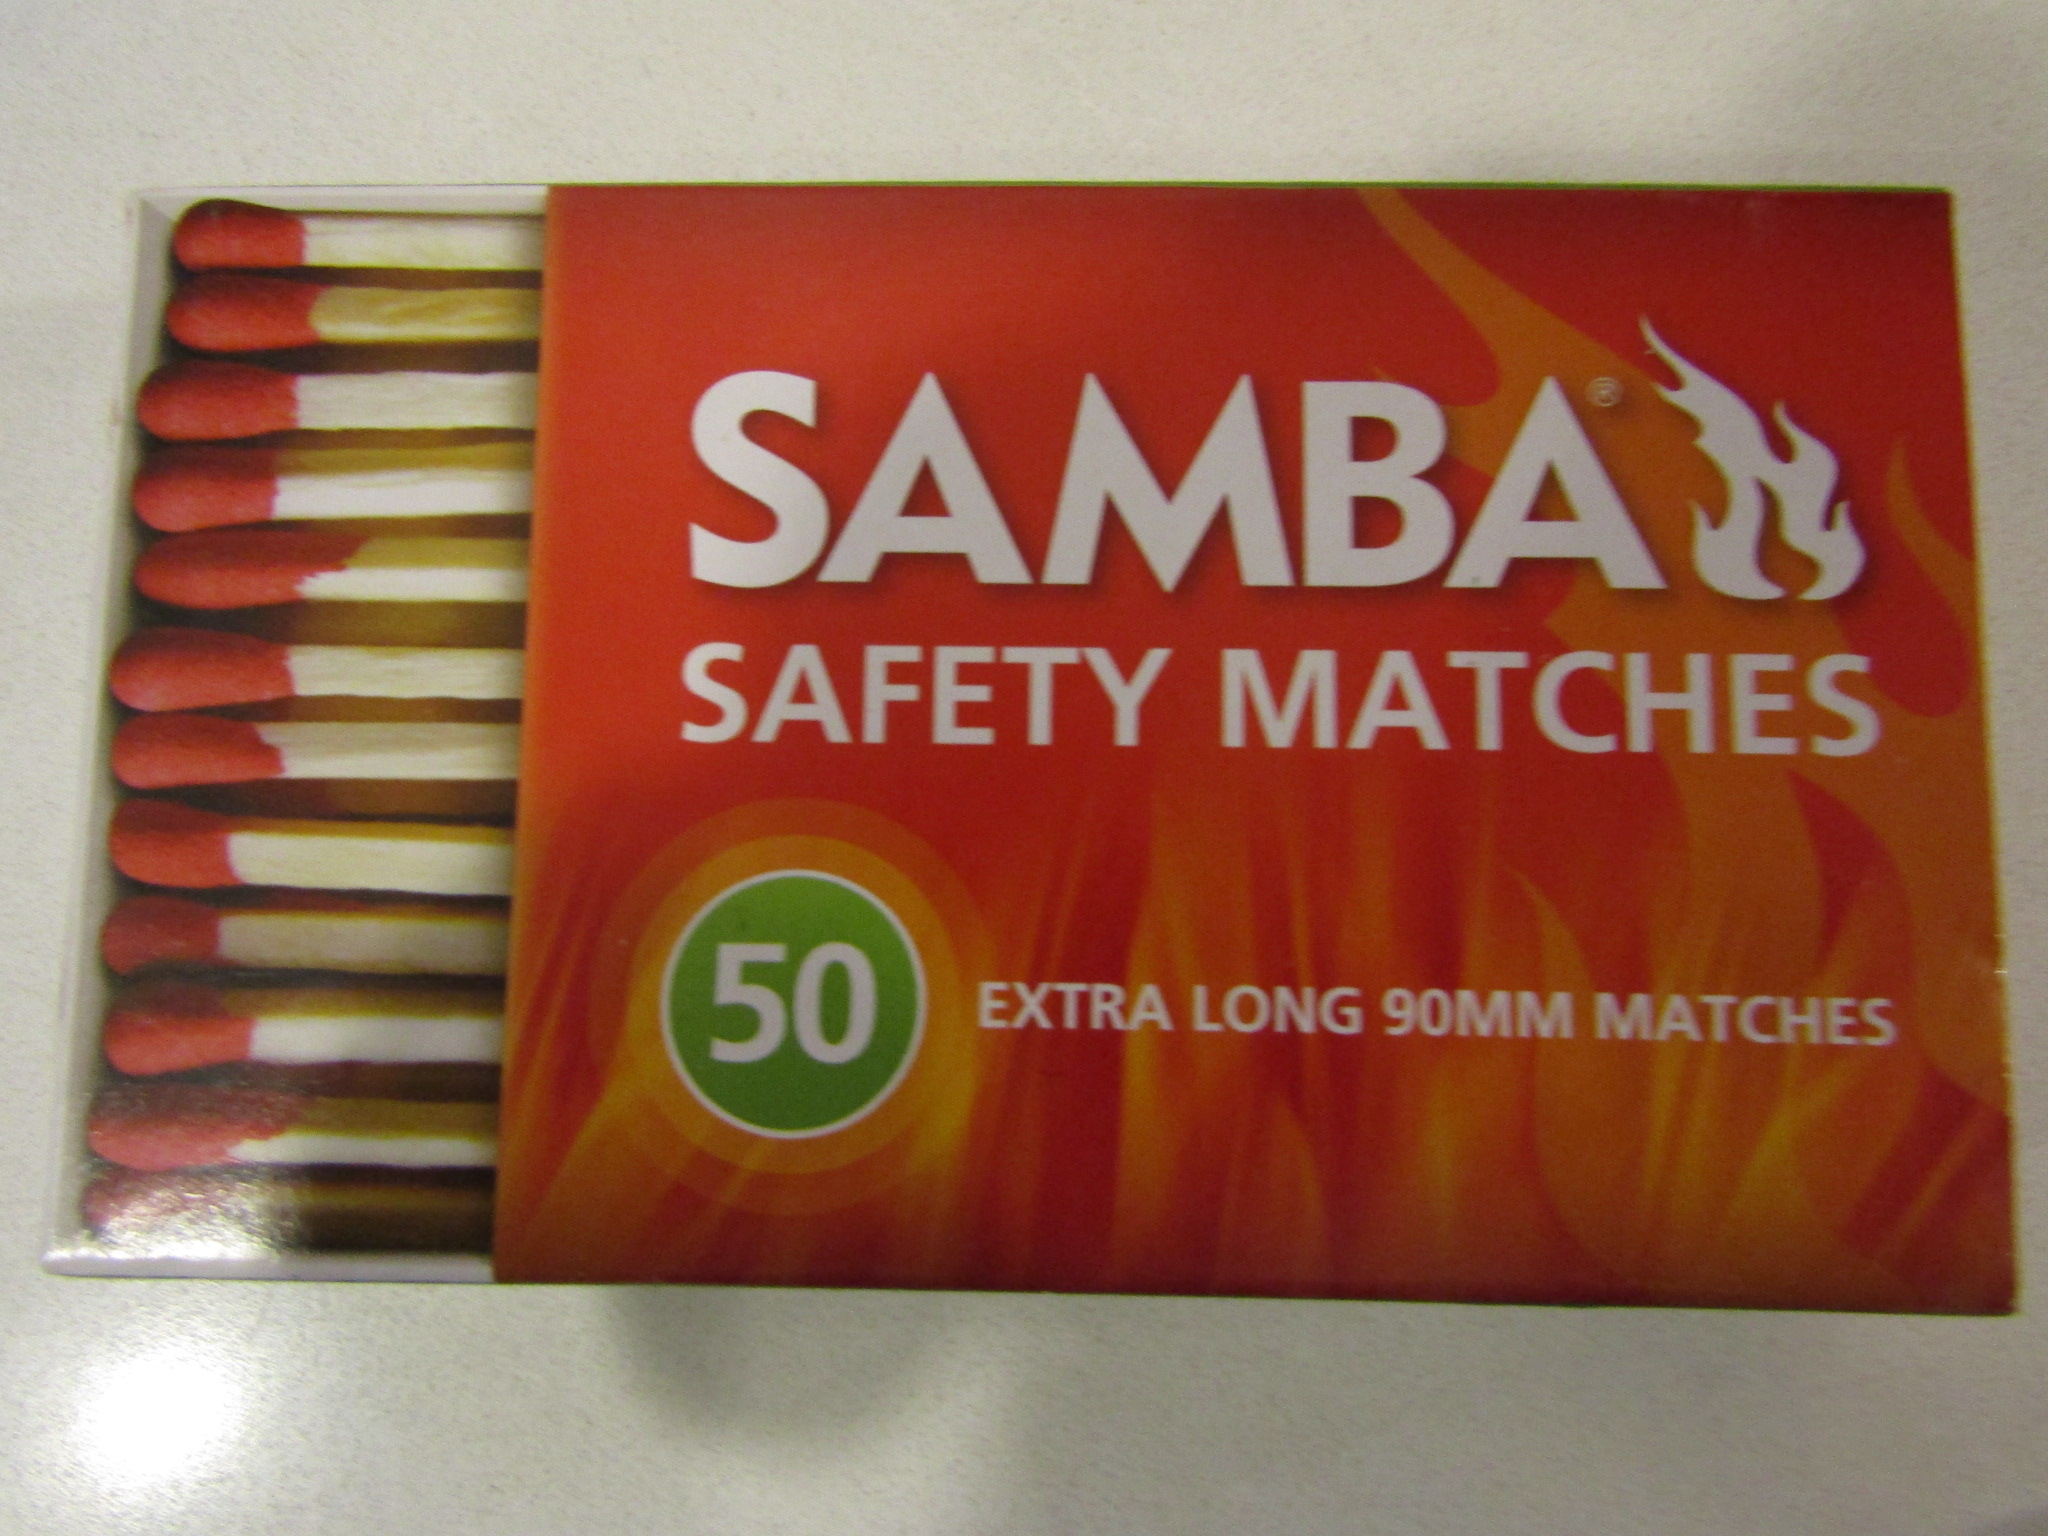 SAMBA®
SAFETY MATCHES
50
EXTRA LONG 90MM MATCHES